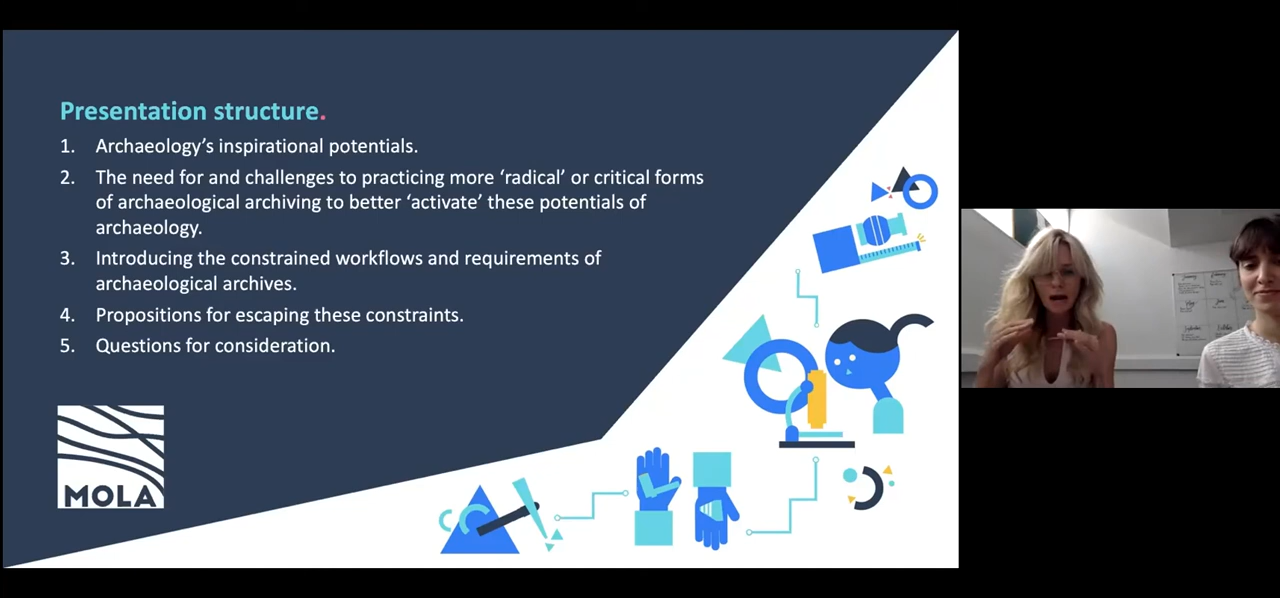 Presentation structure.
1. Archaeology's inspirational potentials.
2. The need for and challenges to practicing more 'radical' or critical forms
of archaeological archiving to better 'activate' these potentials of
archaeology.
3. Introducing the constrained workflows and requirements of
archaeological archives.
4. Propositions for escaping these constraints.
5. Questions for consideration.
MOLA